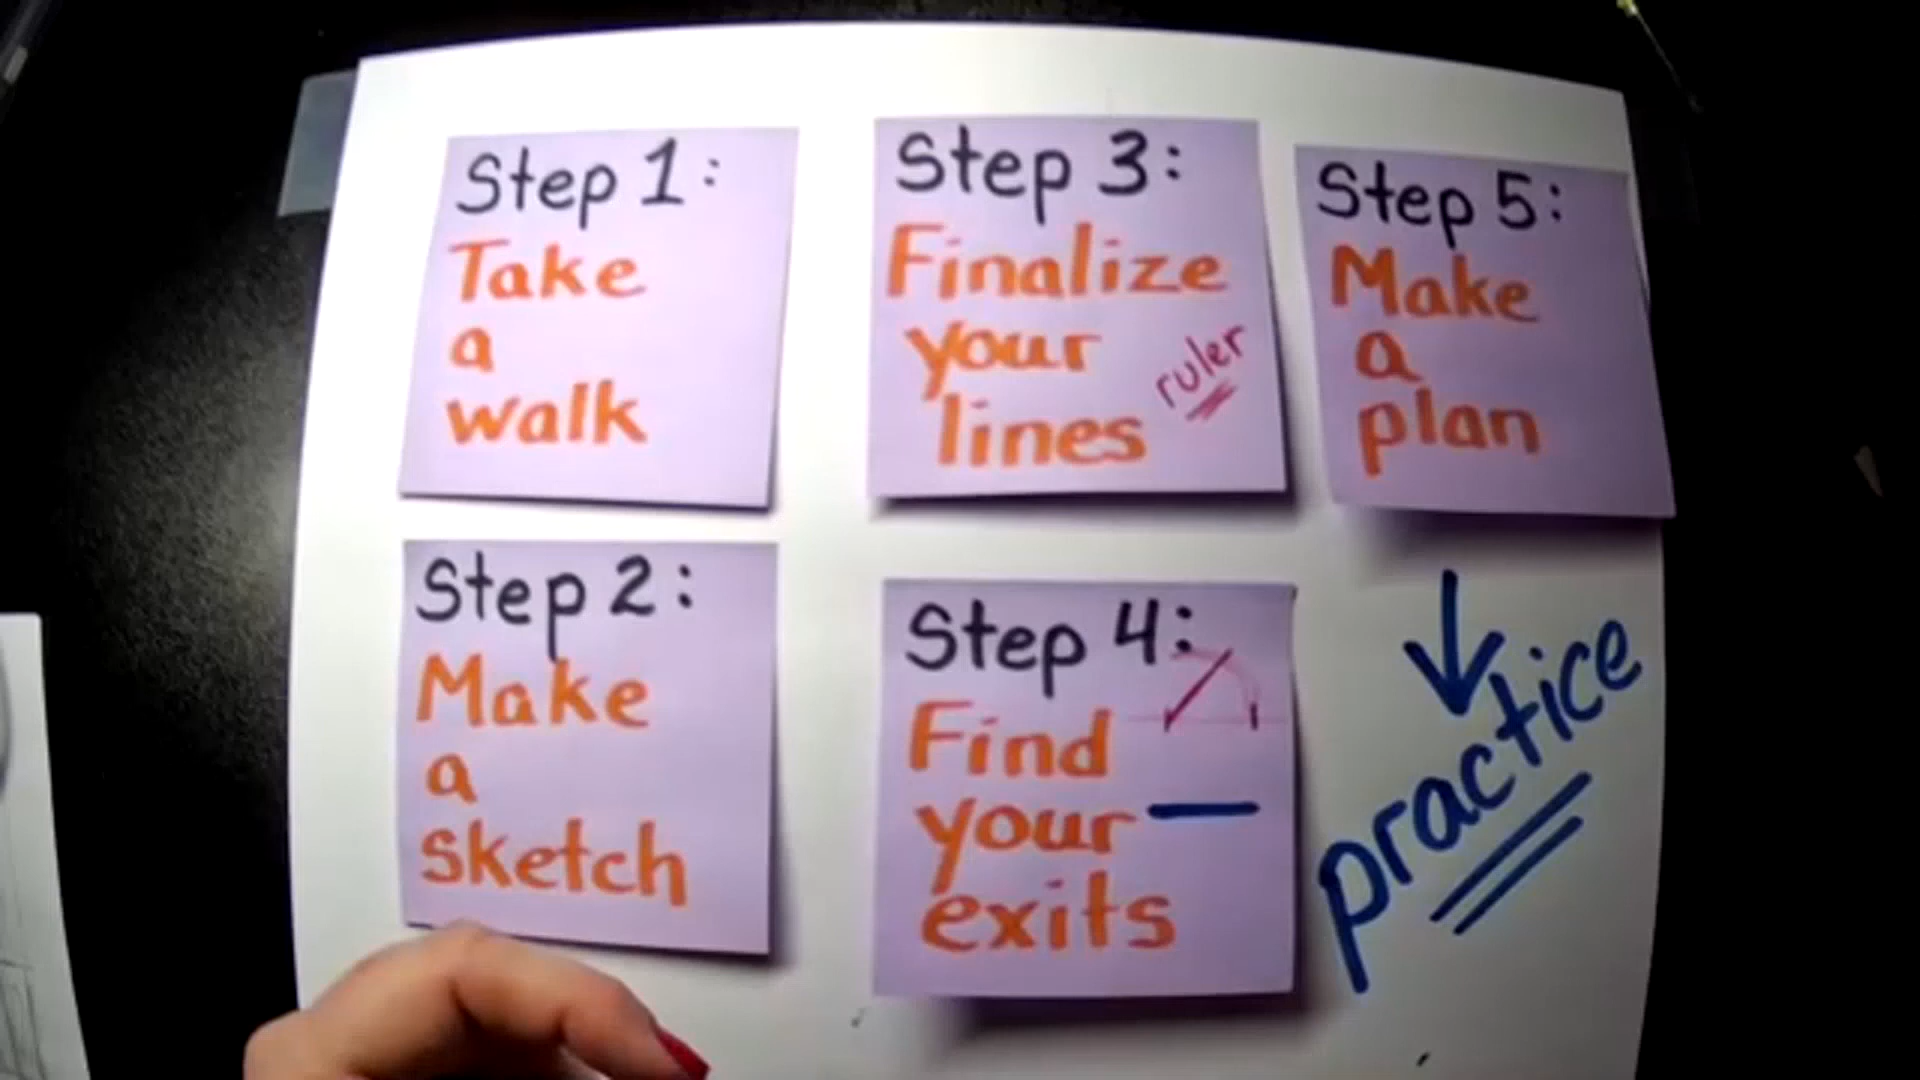 Step 1:
Take
a
walk
Step 2:
Make
a
sketch
Step 3:
Finalize
your
lines
ruler
Step 4:
Find
your
exits
Step 5:
Make
a
plan
practice